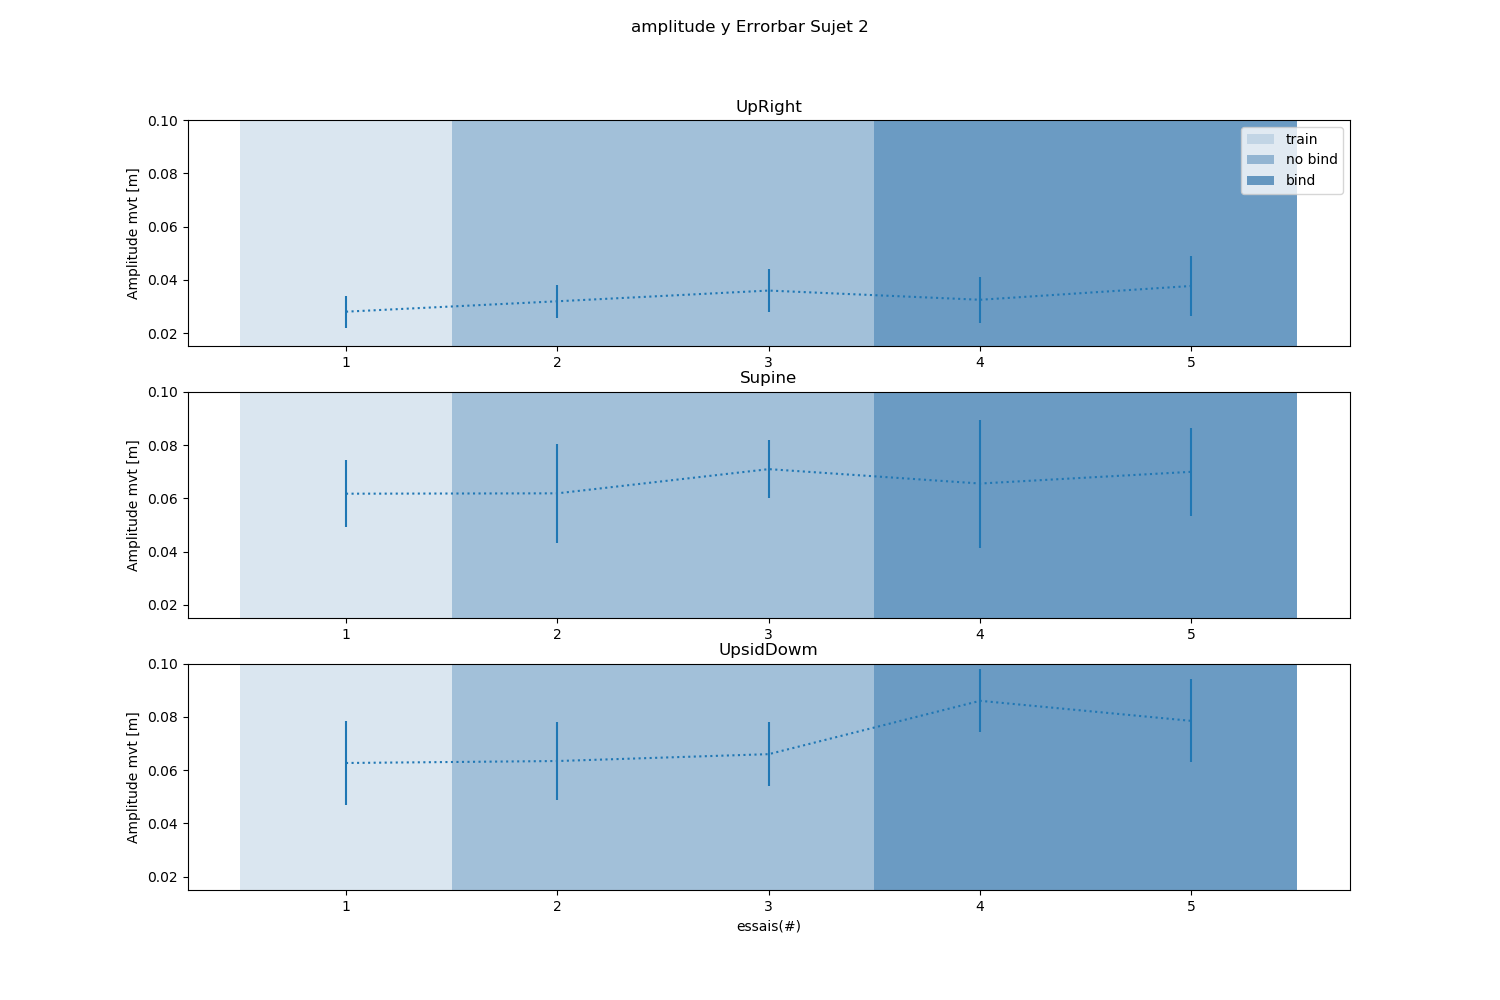 amplitude y Errorbar Sujet 2
UpRight
0.10
0.08
0.06
0.04
0.02
Amplitude mvt [m]
train
no bind
bind
1 2 3 4 5
Supine
0.10
0.08
0.06
0.04
0.02
Amplitude mvt [m]
1 2 3 4 5
UpsidDowm
0.10
0.08
0.06
0.04
0.02
Amplitude mvt [m]
1 2 3 4 5
essais(#)